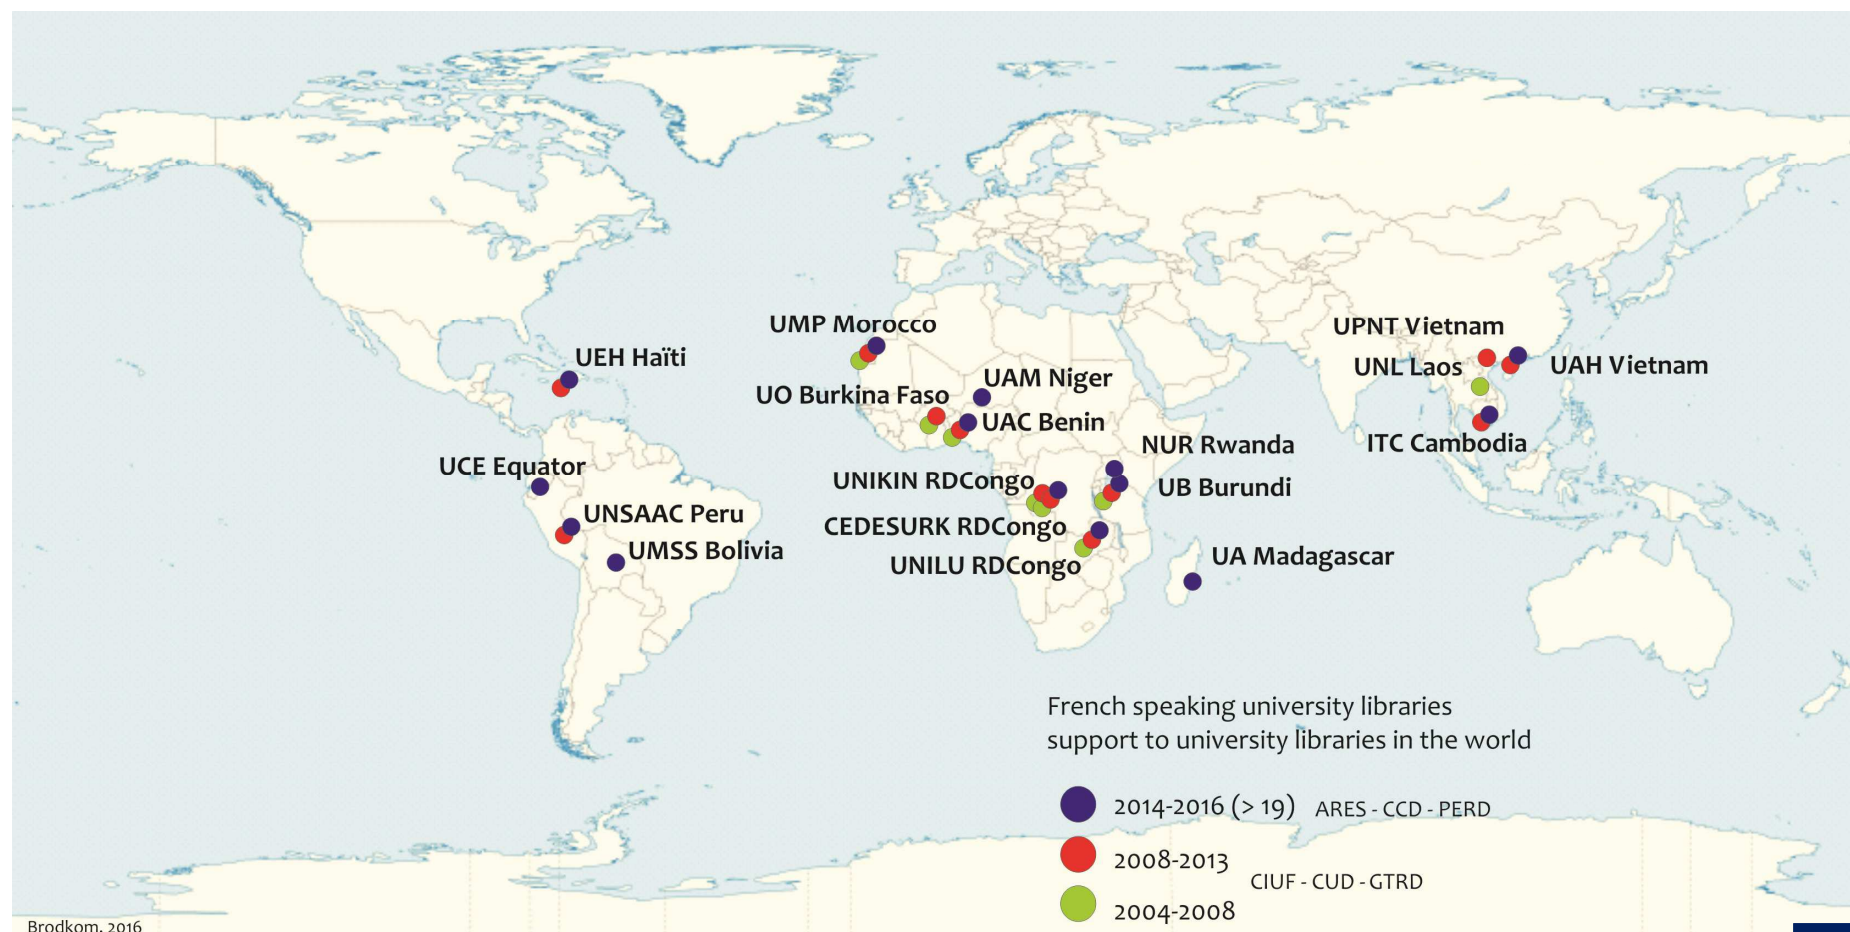 UMP Morocco
UPNT Vietnam
UEH Haïti
UNL Laos
UAH Vietnam
UAM Niger
UO Burkina Faso
UAC Benin
NUR Rwanda
ITC Cambodia
UCE Equator
UNIKIN RDCongo
UB Burundi
UNSAAC Peru
CEDESURK RDCongo
UMSS Bolivia
UNILU RDCongo
UA Madagascar
French speaking university libraries
support to university libraries in the world
2014-2016 (> 19) ARES - CCD - PERD
2008-2013
CIUF - CUD - GTRD
2004-2008
Brodkom, 2016